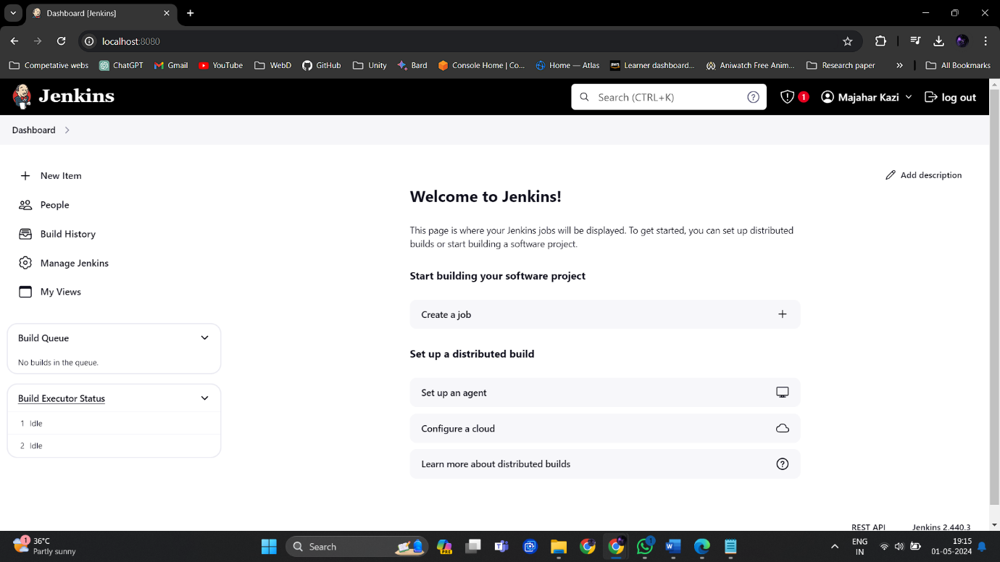 Dashboard [Jenkins]
localhost:8080
Competative webs
ChatGPT
Gmail
YouTube
WebD
GitHub
Unity
Bard
Console Home | Co...
Home — Atlas
Learner dashboard...
Aniwatch Free Anim...
Research paper
All Bookmarks
Jenkins
Search (CTRL+K)
1
Majahar Kazi
log out
Dashboard
New Item
People
Build History
Manage Jenkins
My Views
Build Queue
No builds in the queue.
Build Executor Status
1 Idle
2 Idle
Add description
Welcome to Jenkins!
This page is where your Jenkins jobs will be displayed. To get started, you can set up distributed
builds or start building a software project.
Start building your software project
Create a job
Set up a distributed build
Set up an agent
Configure a cloud
Learn more about distributed builds
REST API
Jenkins 2.440.3
1
36°C
Partly sunny
Search
PRE
1
ENG
IN
19:15
01-05-2024